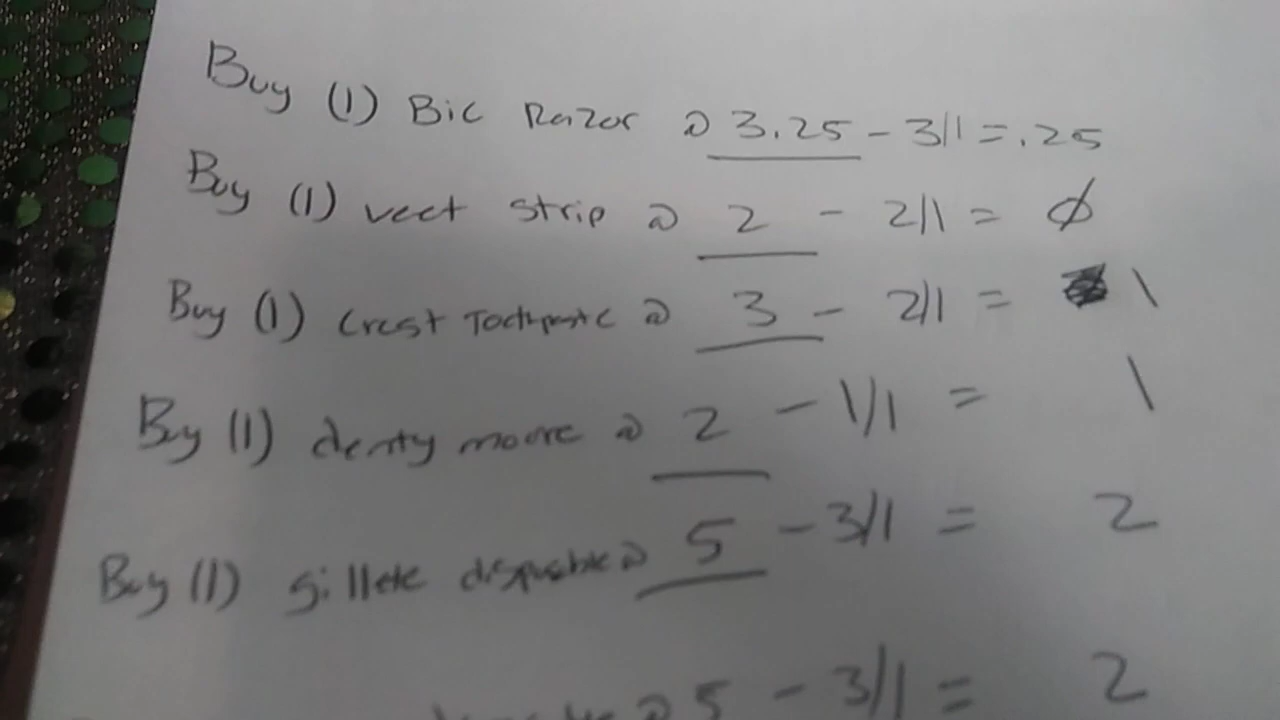 Buy (1) Bic Razor @ 3.25 - 3/1 = .25
Buy (1) veet strip @ 2 - 2/1 = ∅
Buy (1) Crest Toothpaste @ 3 - 2/1 = 1
Buy (1) denty moore @ 2 - 1/1 = 1
Buy (1) gillete disposable @ 5 - 3/1 = 2
@ 5 - 3/1 = 2